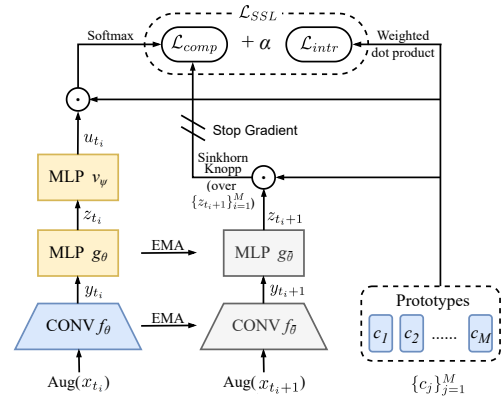 𝓛_SSL
Softmax
𝓛_comp + α 𝓛_intr
Weighted
dot product
u_{t_i}
Stop Gradient
Sinkhorn
Knopp
(over
{z_{t_i+1}}_{i=1}^{M})
MLP v_ψ
z_{t_i}
z_{t_i+1}
MLP g_θ
EMA
MLP g_{θ̄}
y_{t_i}
y_{t_i+1}
Prototypes
CONV f_θ
EMA
CONV f_{θ̄}
c_1 c_2 ...... c_M
Aug(x_{t_i})
Aug(x_{t_i+1})
{c_j}_{j=1}^{M}